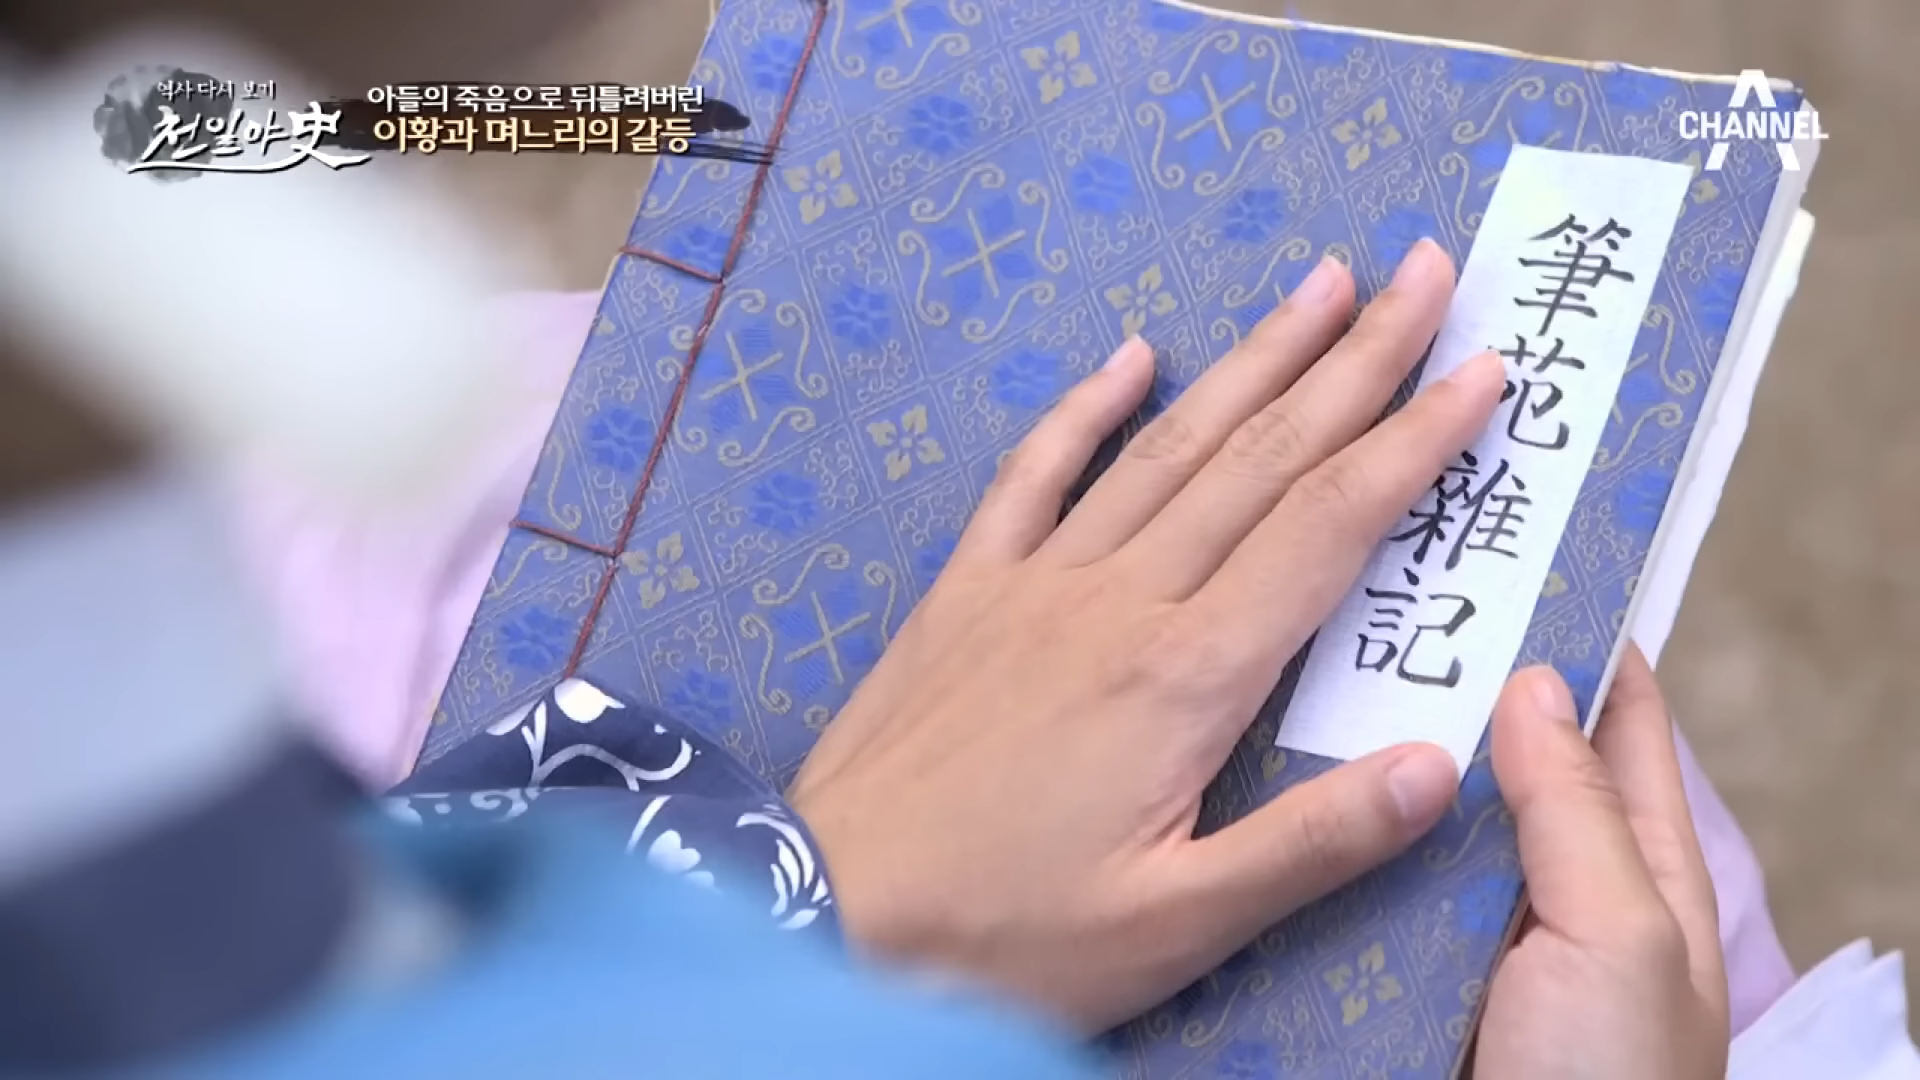 역사 다시 보기
천일야史
아들의 죽음으로 뒤틀려버린
이황과 며느리의 갈등
CHANNEL A
筆苑雜記